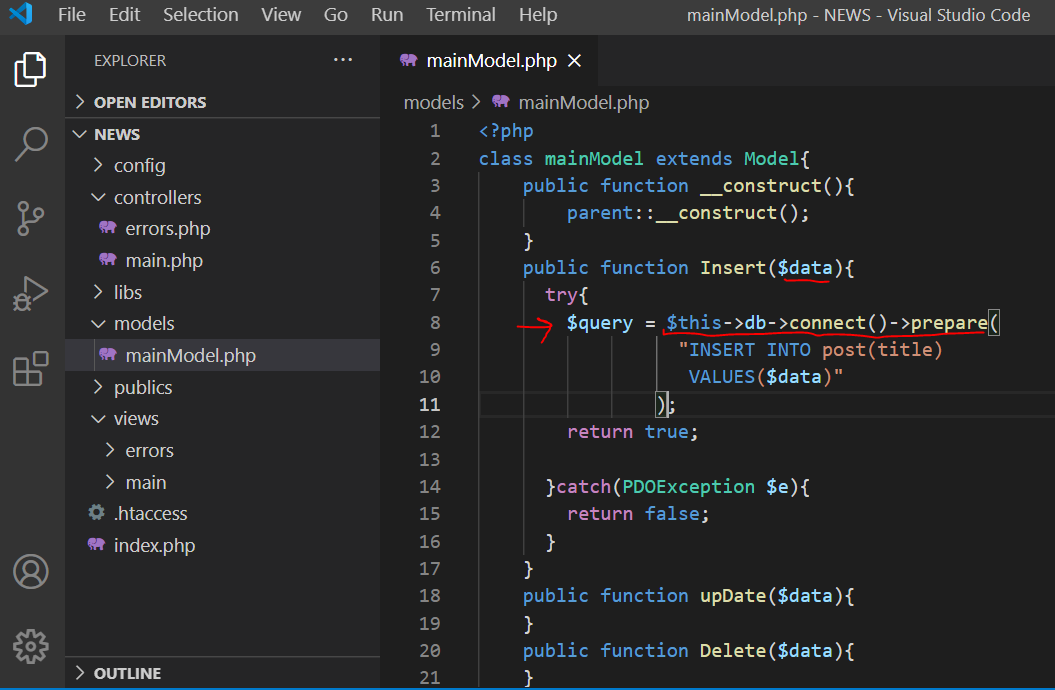 File Edit Selection View Go Run Terminal Help mainModel.php - NEWS - Visual Studio Code
EXPLORER ...
OPEN EDITORS
NEWS
config
controllers
errors.php
main.php
libs
models
mainModel.php
publics
views
errors
main
.htaccess
index.php
OUTLINE
mainModel.php ×
models > mainModel.php
1 <?php
2 class mainModel extends Model{
3 public function __construct(){
4 parent::__construct();
5 }
6 public function Insert($data){
7 try{
8 $query = $this->db->connect()->prepare(
9 "INSERT INTO post(title)
10 VALUES($data)"
11 );
12 return true;
13
14 }catch(PDOException $e){
15 return false;
16 }
17 }
18 public function upDate($data){
19 }
20 public function Delete($data){
21 }